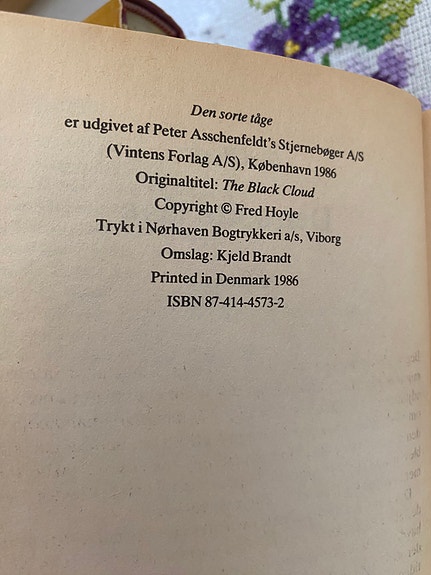 Den sorte tåge
er udgivet af Peter Asschenfeldt's Stjernebøger A/S
(Vintens Forlag A/S), København 1986
Originaltitel: The Black Cloud
Copyright © Fred Hoyle
Trykt i Nørhaven Bogtrykkeri a/s, Viborg
Omslag: Kjeld Brandt
Printed in Denmark 1986
ISBN 87-414-4573-2